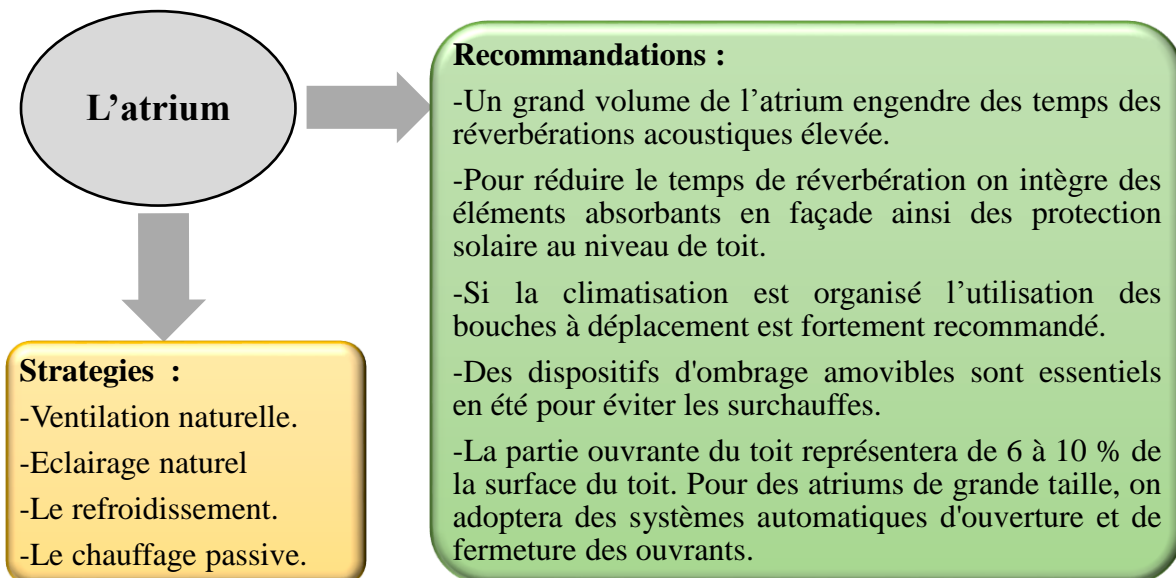 L’atrium
Recommandations :
-Un grand volume de l’atrium engendre des temps des
réverbérations acoustiques élevée.
-Pour réduire le temps de réverbération on intègre des
éléments absorbants en façade ainsi des protection
solaire au niveau de toit.
-Si la climatisation est organisé l’utilisation des
bouches à déplacement est fortement recommandé.
-Des dispositifs d'ombrage amovibles sont essentiels
en été pour éviter les surchauffes.
-La partie ouvrante du toit représentera de 6 à 10 % de
la surface du toit. Pour des atriums de grande taille, on
adoptera des systèmes automatiques d'ouverture et de
fermeture des ouvrants.
Strategies :
-Ventilation naturelle.
-Eclairage naturel
-Le refroidissement.
-Le chauffage passive.